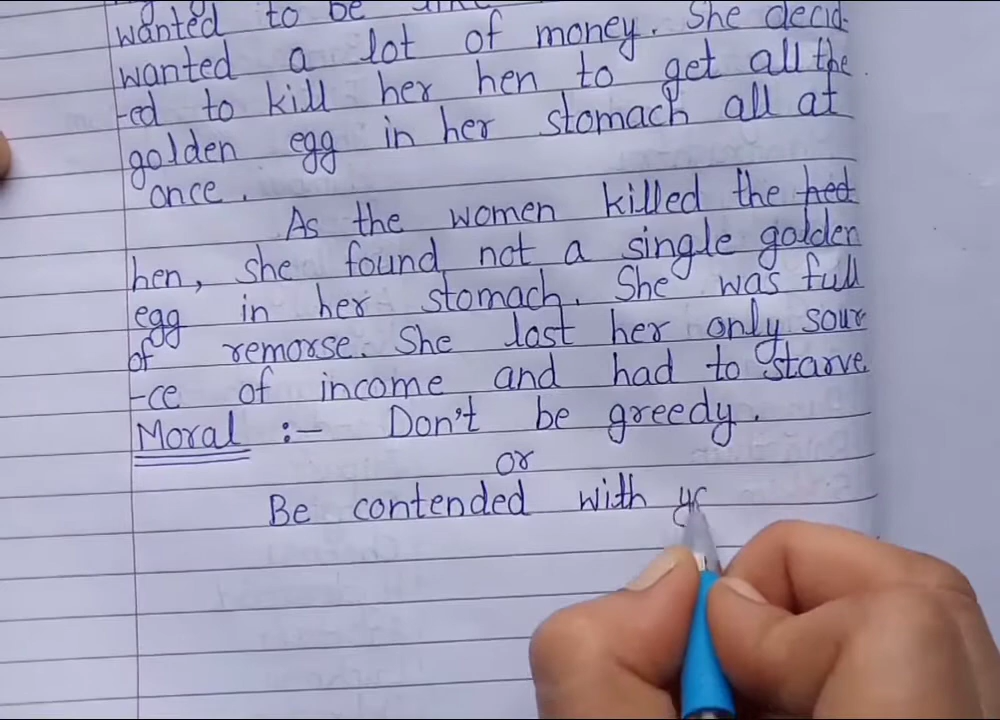 wanted to be
wanted a lot of money. She decid-
-ed to kill her hen to get all the
golden egg in her stomach all at
once.
As the women killed the hed
hen, she found not a single golden
egg in her stomach. She was full
of remorse. She last her only sour
-ce of income and had to starve.
Moral :- Don't be greedy.
or
Be contended with yo